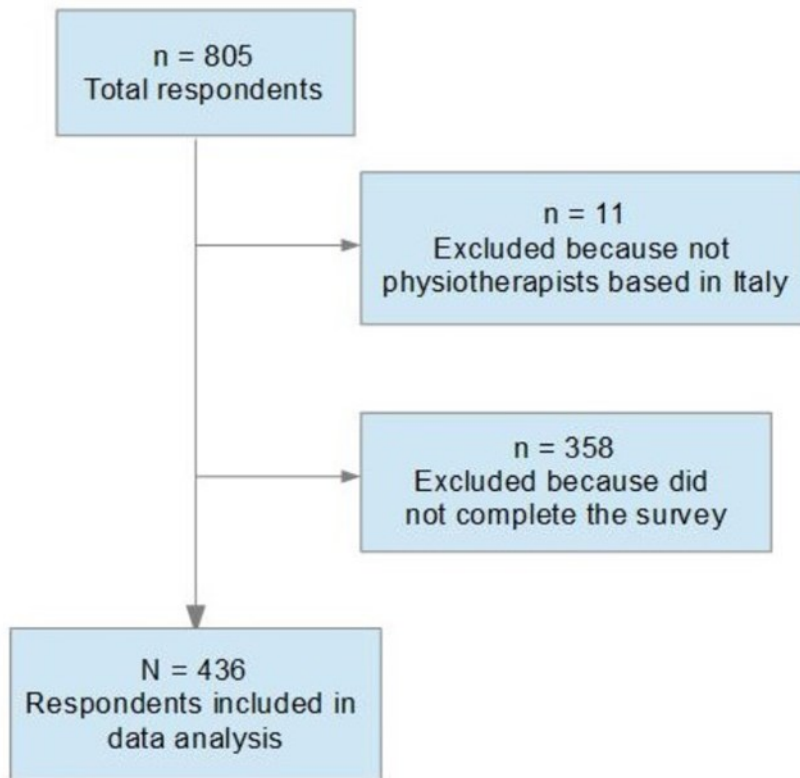 n = 805
Total respondents
n = 11
Excluded because not
physiotherapists based in Italy
n = 358
Excluded because did
not complete the survey
N = 436
Respondents included in
data analysis